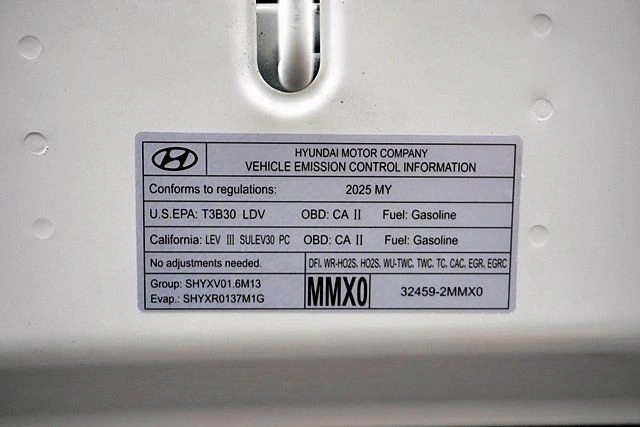 HYUNDAI MOTOR COMPANY
VEHICLE EMISSION CONTROL INFORMATION
Conforms to regulations: 2025 MY
U.S.EPA: T3B30 LDV OBD: CA II Fuel: Gasoline
California: LEV III SULEV30 PC OBD: CA II Fuel: Gasoline
No adjustments needed. DFI, WR-HO2S, HO2S, WU-TWC, TWC, TC, CAC, EGR, EGRC
Group: SHYXV01.6M13
Evap.: SHYXR0137M1G
MMX0 32459-2MMX0